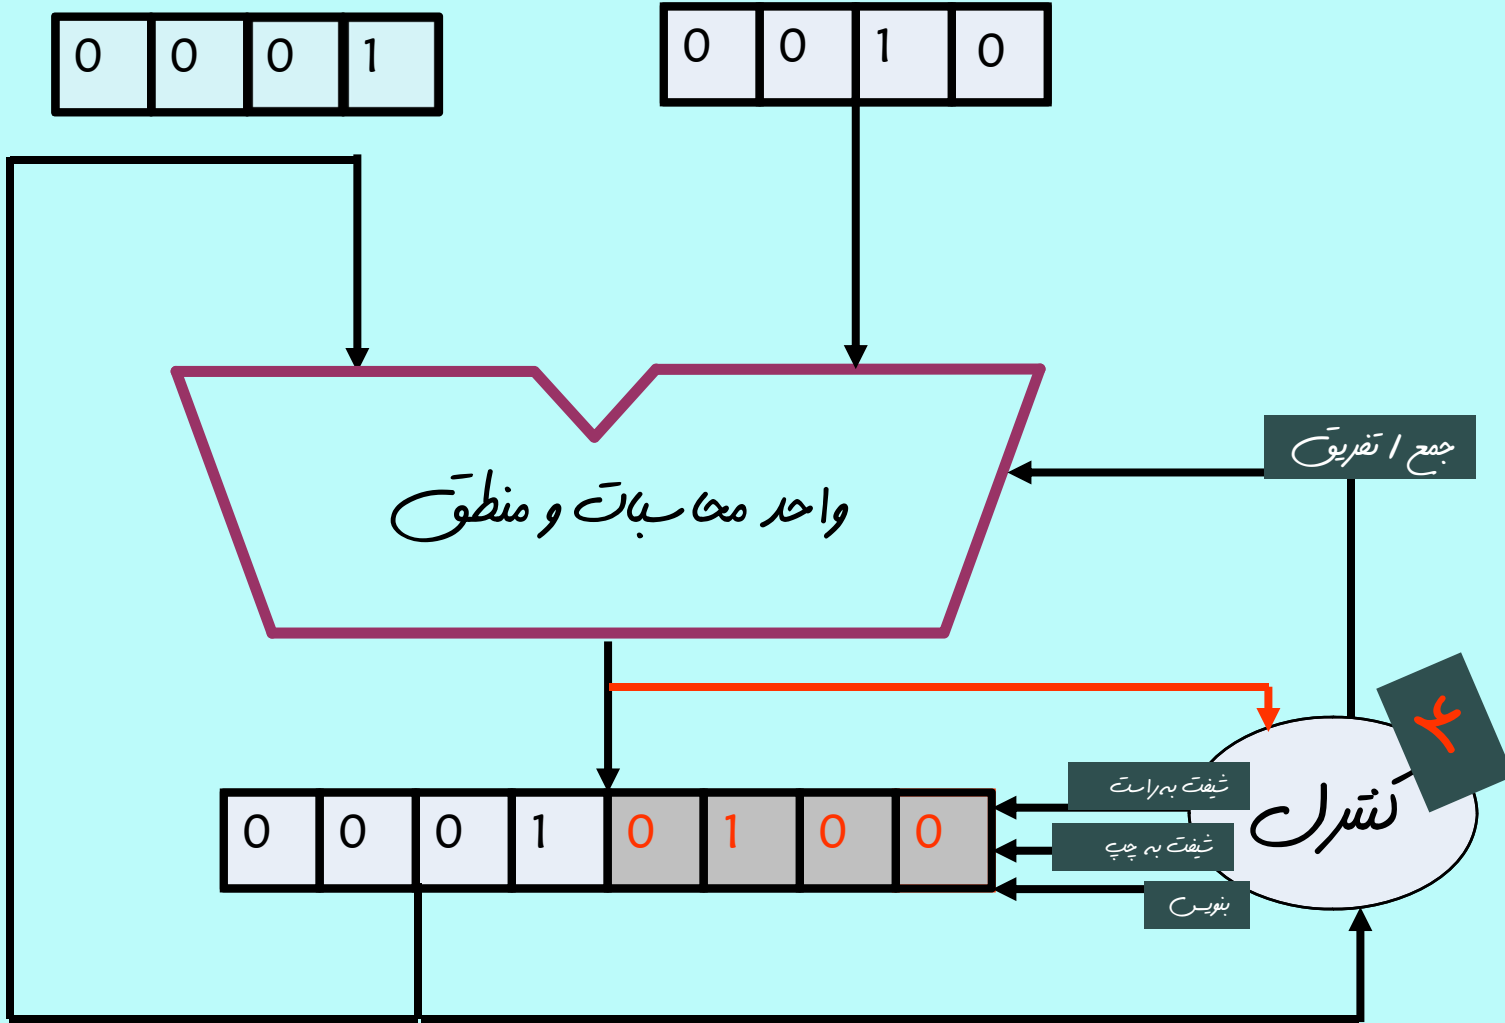 0 0 0 1
0 0 1 0
جمع / تفریق
واحد محاسبات و منطق
۴
کنترل
شیفت به راست
شیفت به چپ
بنویس
0 0 0 1 0 1 0 0